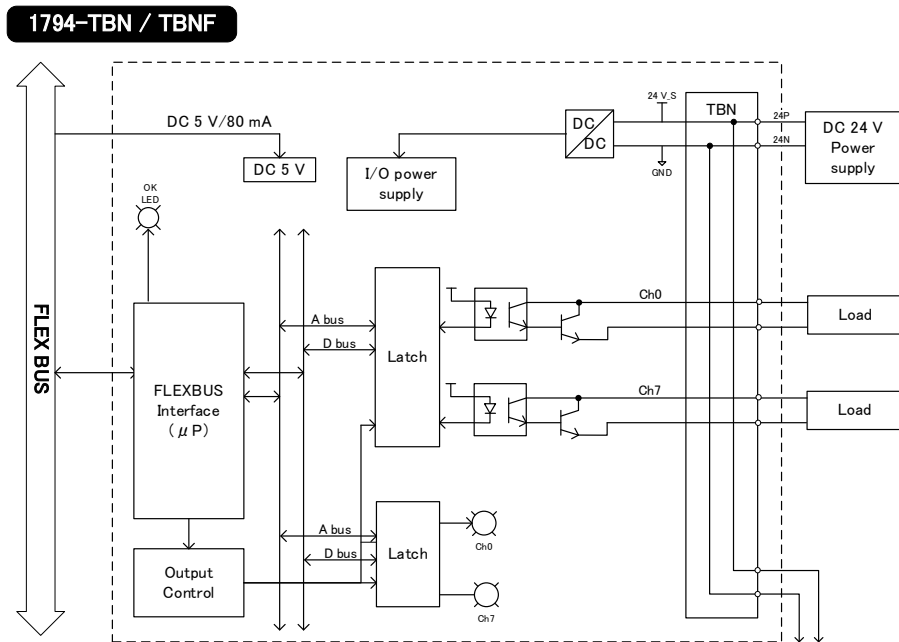 1794-TBN / TBNF
DC 5 V/80 mA
DC 5 V
I/O power
supply
DC
DC
24 V_S
GND
TBN
24P
24N
DC 24 V
Power
supply
OK
LED
FLEX BUS
FLEXBUS
Interface
( μ P)
A bus
D bus
Latch
Ch0
Load
Ch7
Load
Output
Control
A bus
D bus
Latch
Ch0
Ch7